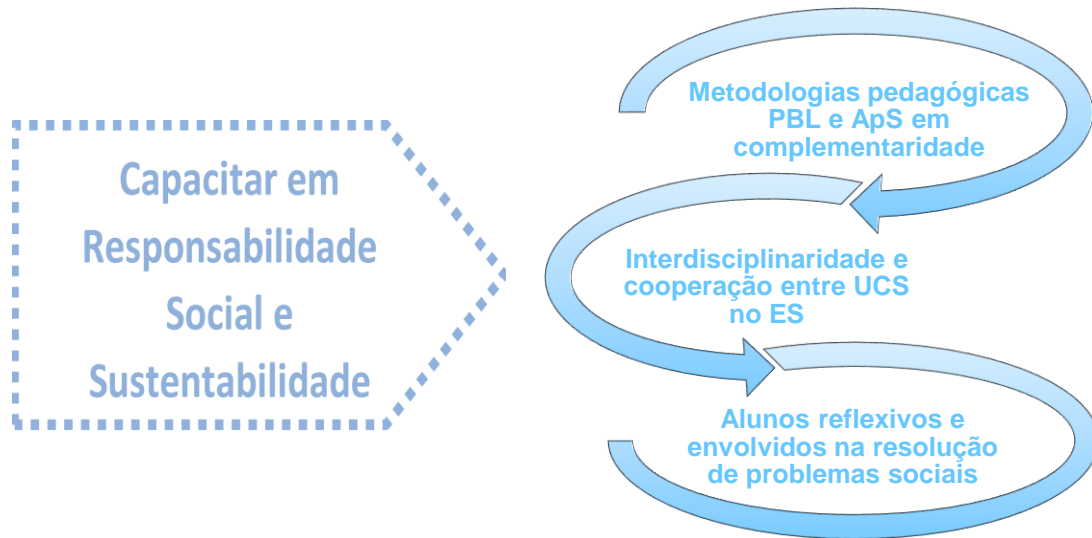 Capacitar em
Responsabilidade
Social e
Sustentabilidade
Metodologias pedagógicas
PBL e ApS em
complementaridade
Interdisciplinaridade e
cooperação entre UCS
no ES
Alunos reflexivos e
envolvidos na resolução
de problemas sociais